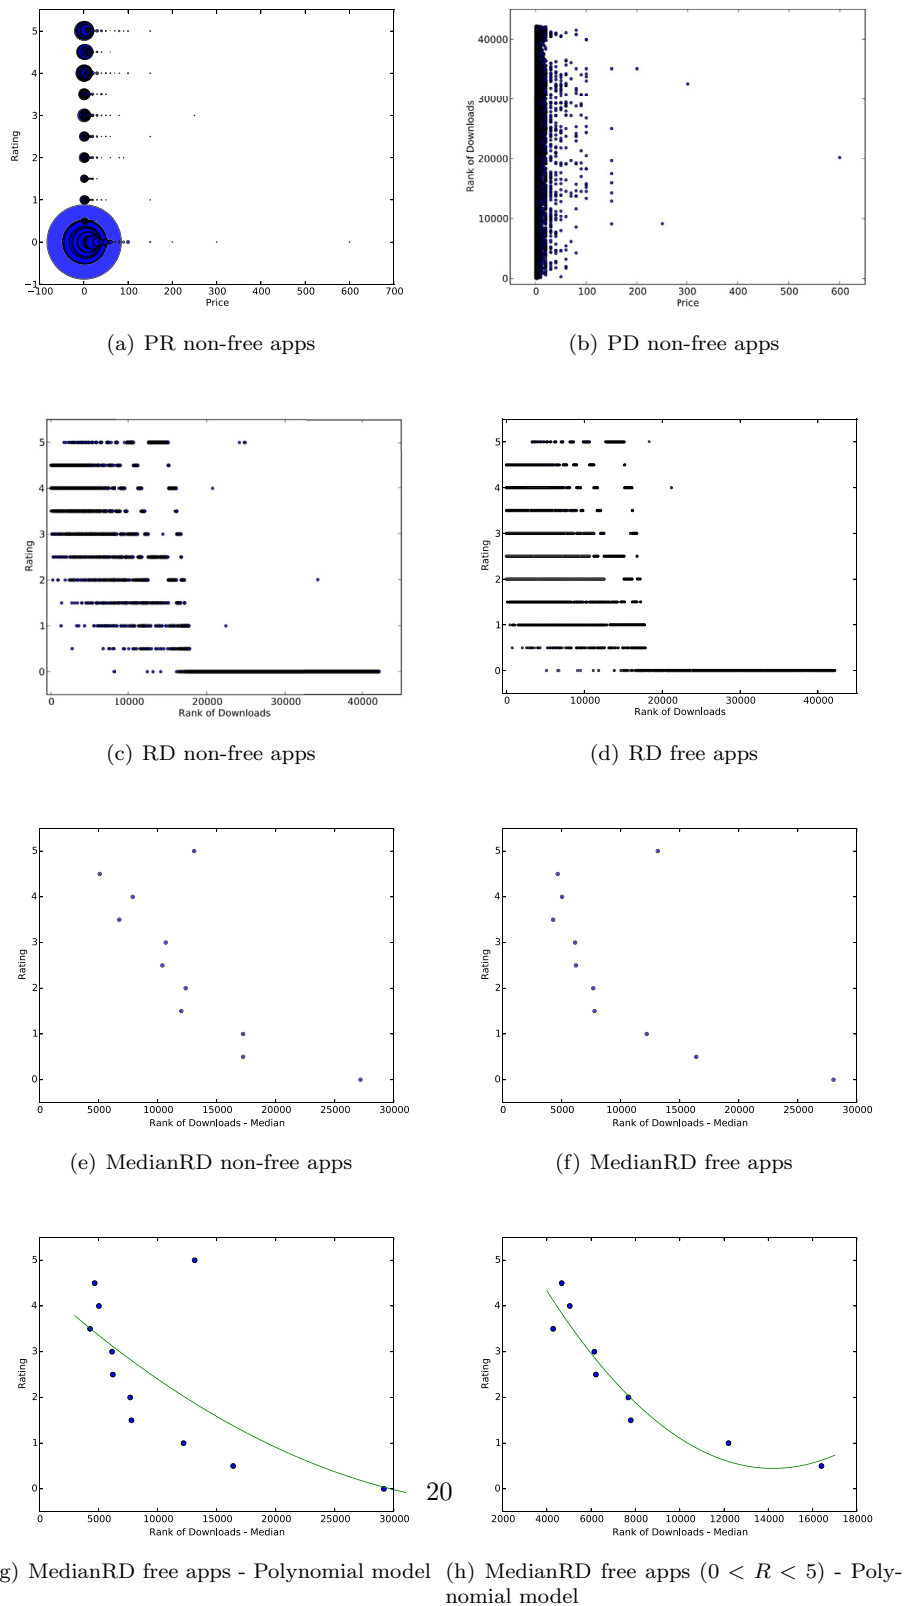 5
4
3
2
1
0
−1
Rating
−100 0 100 200 300 400 500 600 700
Price
(a) PR non-free apps
40000
30000
20000
10000
0
Rank of Downloads
0 100 200 300 400 500 600
Price
(b) PD non-free apps
5
4
3
2
1
0
Rating
0 10000 20000 30000 40000
Rank of Downloads
(c) RD non-free apps
5
4
3
2
1
0
Rating
0 10000 20000 30000 40000
Rank of Downloads
(d) RD free apps
5
4
3
2
1
0
Rating
0 5000 10000 15000 20000 25000 30000
Rank of Downloads - Median
(e) MedianRD non-free apps
5
4
3
2
1
0
Rating
0 5000 10000 15000 20000 25000 30000
Rank of Downloads - Median
(f) MedianRD free apps
5
4
3
2
1
0
Rating
0 5000 10000 15000 20000 25000 30000
Rank of Downloads - Median
g) MedianRD free apps - Polynomial model
20
5
4
3
2
1
0
Rating
2000 4000 6000 8000 10000 12000 14000 16000 18000
Rank of Downloads - Median
(h) MedianRD free apps (0 < R < 5) - Poly-
nomial model